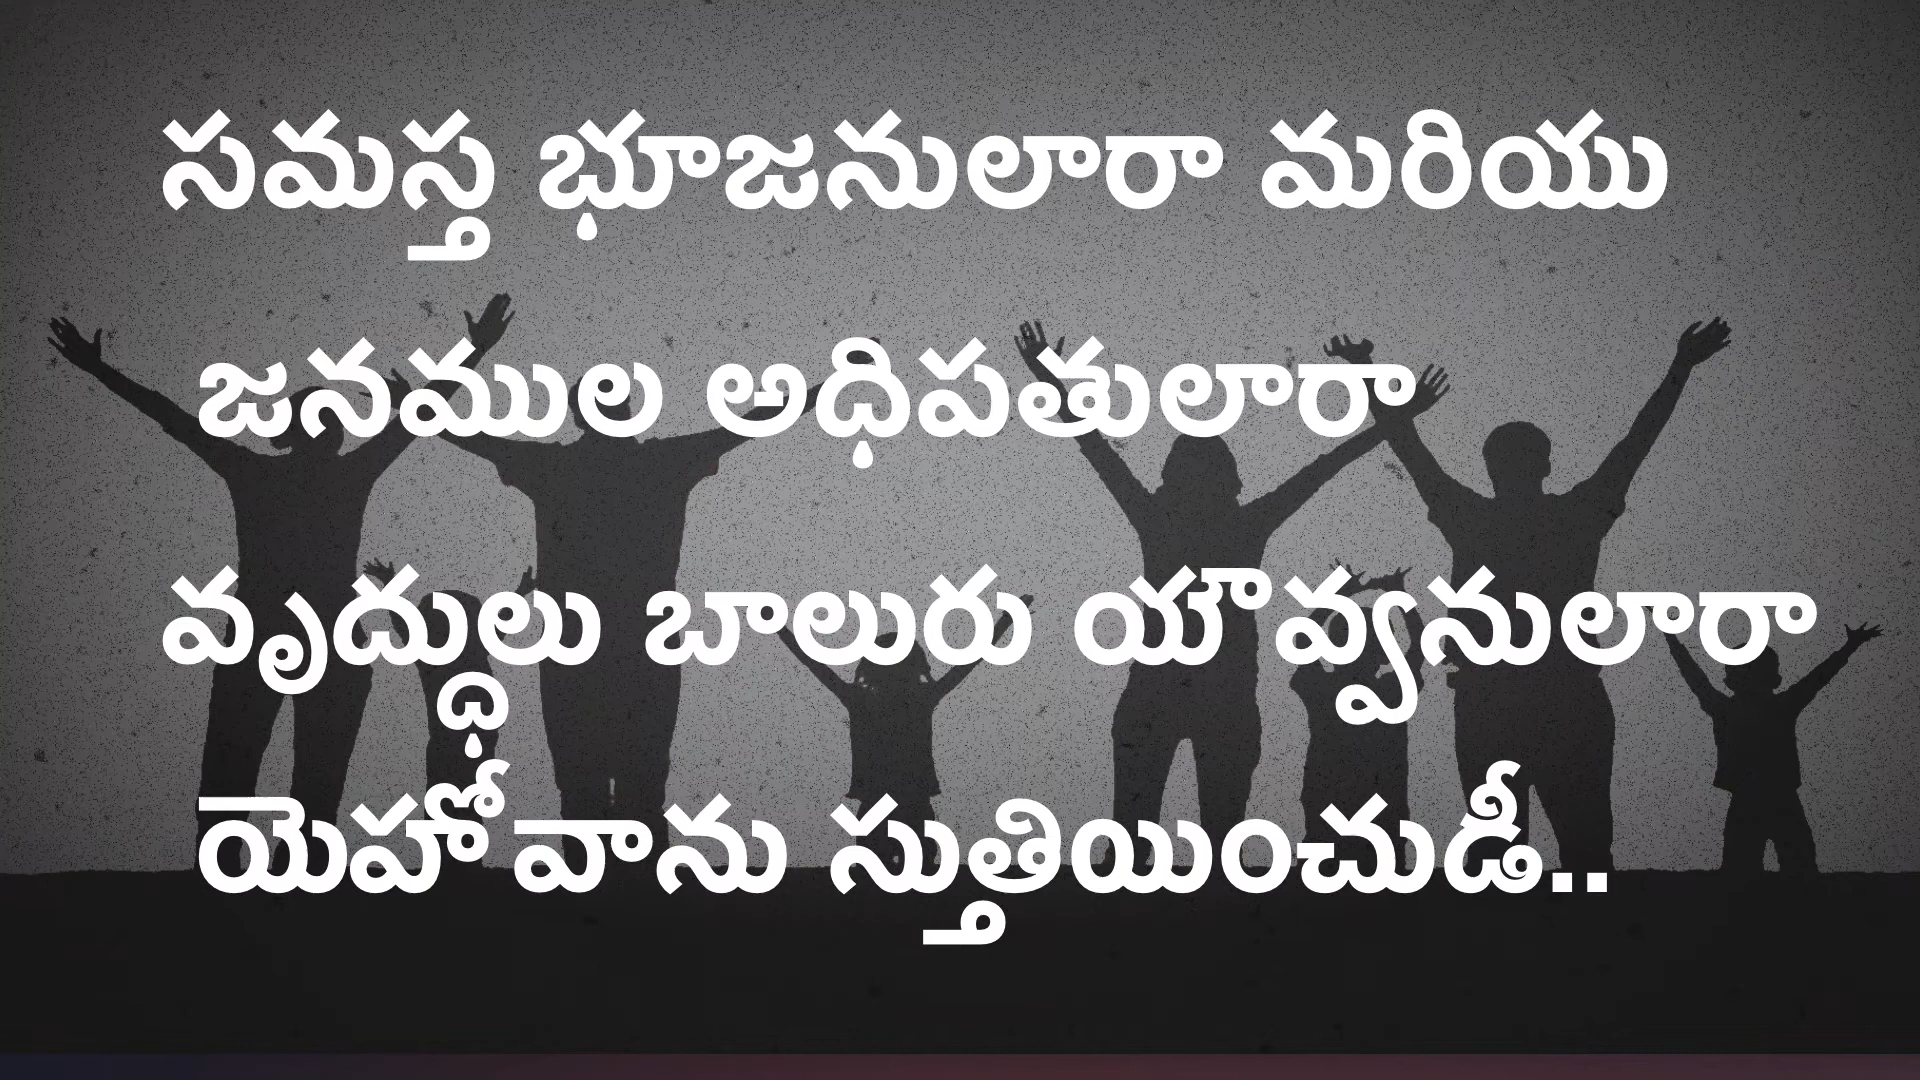 సమస్త భూజనులారా మరియు
జనముల అధిపతులారా
వృద్ధులు బాలురు యౌవ్వనులారా
యెహోవాను స్తుతియించుడీ..